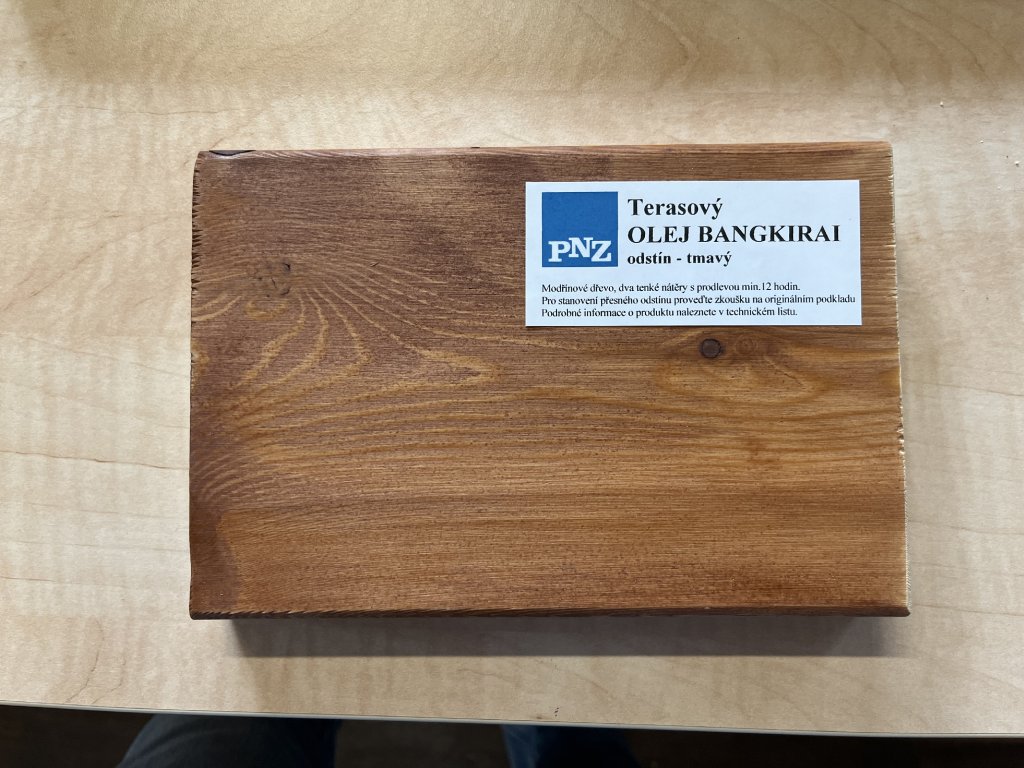 PNZ
Terasový
OLEJ BANGKIRAI
odstín - tmavý
Modřínové dřevo, dva tenké nátěry s prodlevou min.12 hodin.
Pro stanovení přesného odstínu proveďte zkoušku na originálním podkladu
Podrobné informace o produktu naleznete v technickém listu.